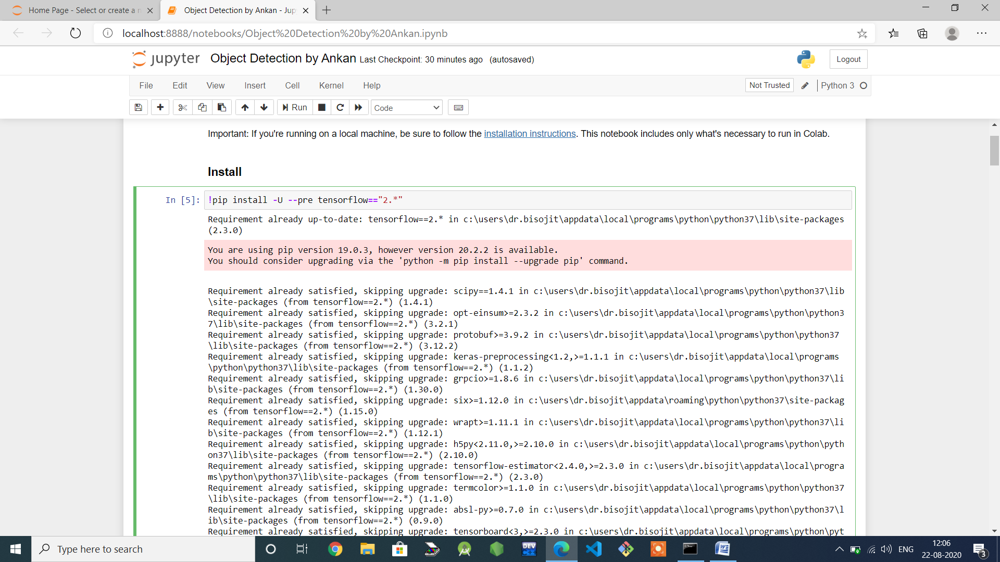 Home Page - Select or create a n
Object Detection by Ankan - Jup
localhost:8888/notebooks/Object%20Detection%20by%20Ankan.ipynb
jupyter Object Detection by Ankan Last Checkpoint: 30 minutes ago (autosaved)
Logout
File Edit View Insert Cell Kernel Help
Not Trusted
Python 3
Run
Code
Important: If you're running on a local machine, be sure to follow the installation instructions. This notebook includes only what's necessary to run in Colab.
Install
In [5]: !pip install -U --pre tensorflow=="2.*"
Requirement already up-to-date: tensorflow==2.* in c:\users\dr.bisojit\appdata\local\programs\python\python37\lib\site-packages
(2.3.0)
You are using pip version 19.0.3, however version 20.2.2 is available.
You should consider upgrading via the 'python -m pip install --upgrade pip' command.
Requirement already satisfied, skipping upgrade: scipy==1.4.1 in c:\users\dr.bisojit\appdata\local\programs\python\python37\lib
\site-packages (from tensorflow==2.*) (1.4.1)
Requirement already satisfied, skipping upgrade: opt-einsum>=2.3.2 in c:\users\dr.bisojit\appdata\local\programs\python\python3
7\lib\site-packages (from tensorflow==2.*) (3.2.1)
Requirement already satisfied, skipping upgrade: protobuf>=3.9.2 in c:\users\dr.bisojit\appdata\local\programs\python\python37
\lib\site-packages (from tensorflow==2.*) (3.12.2)
Requirement already satisfied, skipping upgrade: keras-preprocessing<1.2,>=1.1.1 in c:\users\dr.bisojit\appdata\local\programs
\python\python37\lib\site-packages (from tensorflow==2.*) (1.1.2)
Requirement already satisfied, skipping upgrade: grpcio>=1.8.6 in c:\users\dr.bisojit\appdata\local\programs\python\python37\li
b\site-packages (from tensorflow==2.*) (1.30.0)
Requirement already satisfied, skipping upgrade: six>=1.12.0 in c:\users\dr.bisojit\appdata\roaming\python\python37\site-packag
es (from tensorflow==2.*) (1.15.0)
Requirement already satisfied, skipping upgrade: wrapt>=1.11.1 in c:\users\dr.bisojit\appdata\local\programs\python\python37\li
b\site-packages (from tensorflow==2.*) (1.12.1)
Requirement already satisfied, skipping upgrade: h5py<2.11.0,>=2.10.0 in c:\users\dr.bisojit\appdata\local\programs\python\pyth
on37\lib\site-packages (from tensorflow==2.*) (2.10.0)
Requirement already satisfied, skipping upgrade: tensorflow-estimator<2.4.0,>=2.3.0 in c:\users\dr.bisojit\appdata\local\progra
ms\python\python37\lib\site-packages (from tensorflow==2.*) (2.3.0)
Requirement already satisfied, skipping upgrade: termcolor>=1.1.0 in c:\users\dr.bisojit\appdata\local\programs\python\python37
\lib\site-packages (from tensorflow==2.*) (1.1.0)
Requirement already satisfied, skipping upgrade: absl-py>=0.7.0 in c:\users\dr.bisojit\appdata\local\programs\python\python37\l
ib\site-packages (from tensorflow==2.*) (0.9.0)
Requirement already satisfied, skipping upgrade: tensorboard<3,>=2.3.0 in c:\users\dr.bisojit\appdata\local\programs\python\pyt
Type here to search
DEV
C++
ENG
12:06
22-08-2020
3